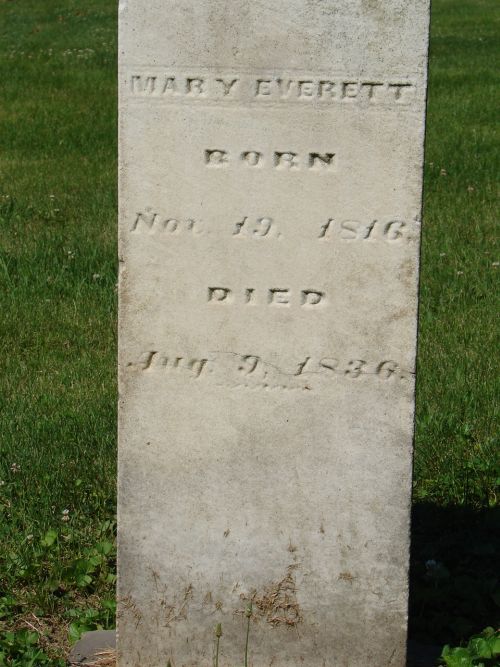 MARY EVERETT
BORN
Nov. 19, 1816.
DIED
Aug. 9, 1836.